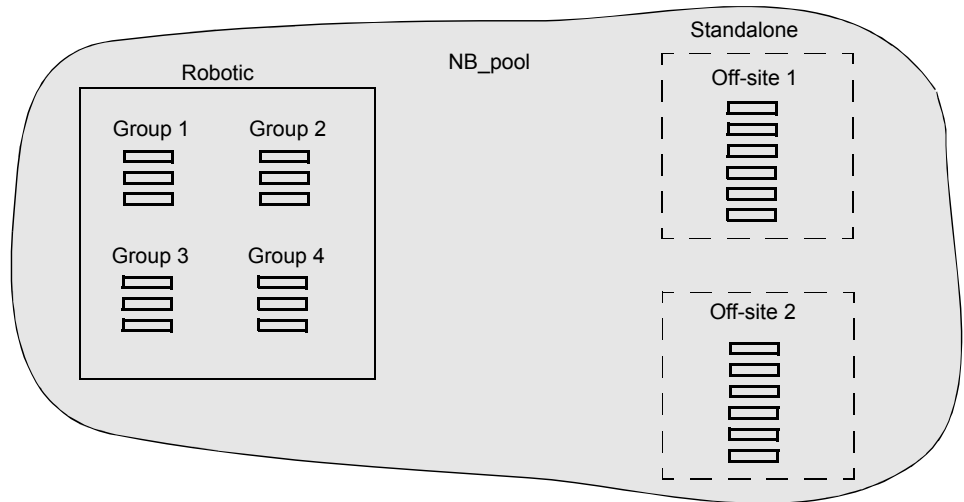 Standalone
NB_pool
Robotic
Off-site 1
Group 1
Group 2
Group 3
Group 4
Off-site 2